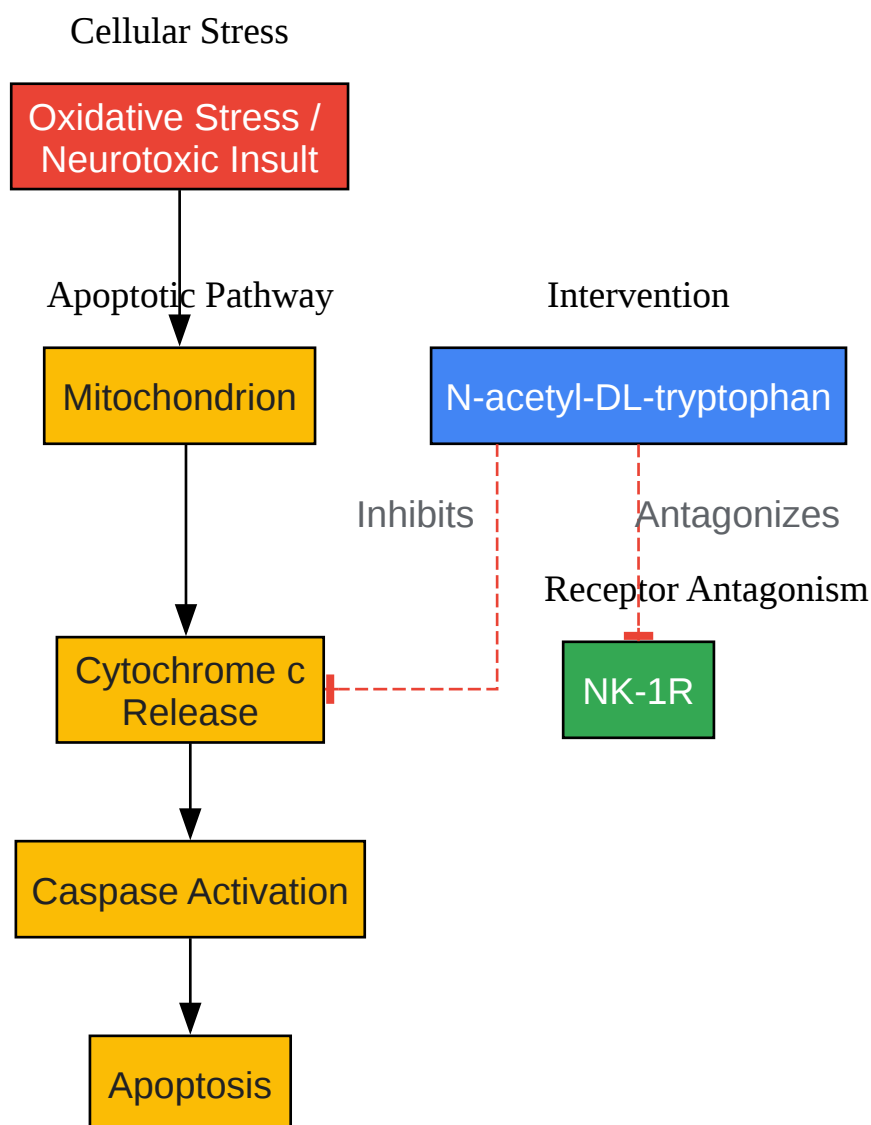 Cellular Stress
Oxidative Stress /
Neurotoxic Insult
Apoptotic Pathway
Intervention
Mitochondrion
N-acetyl-DL-tryptophan
Inhibits
Antagonizes
Receptor Antagonism
Cytochrome c
Release
NK-1R
Caspase Activation
Apoptosis